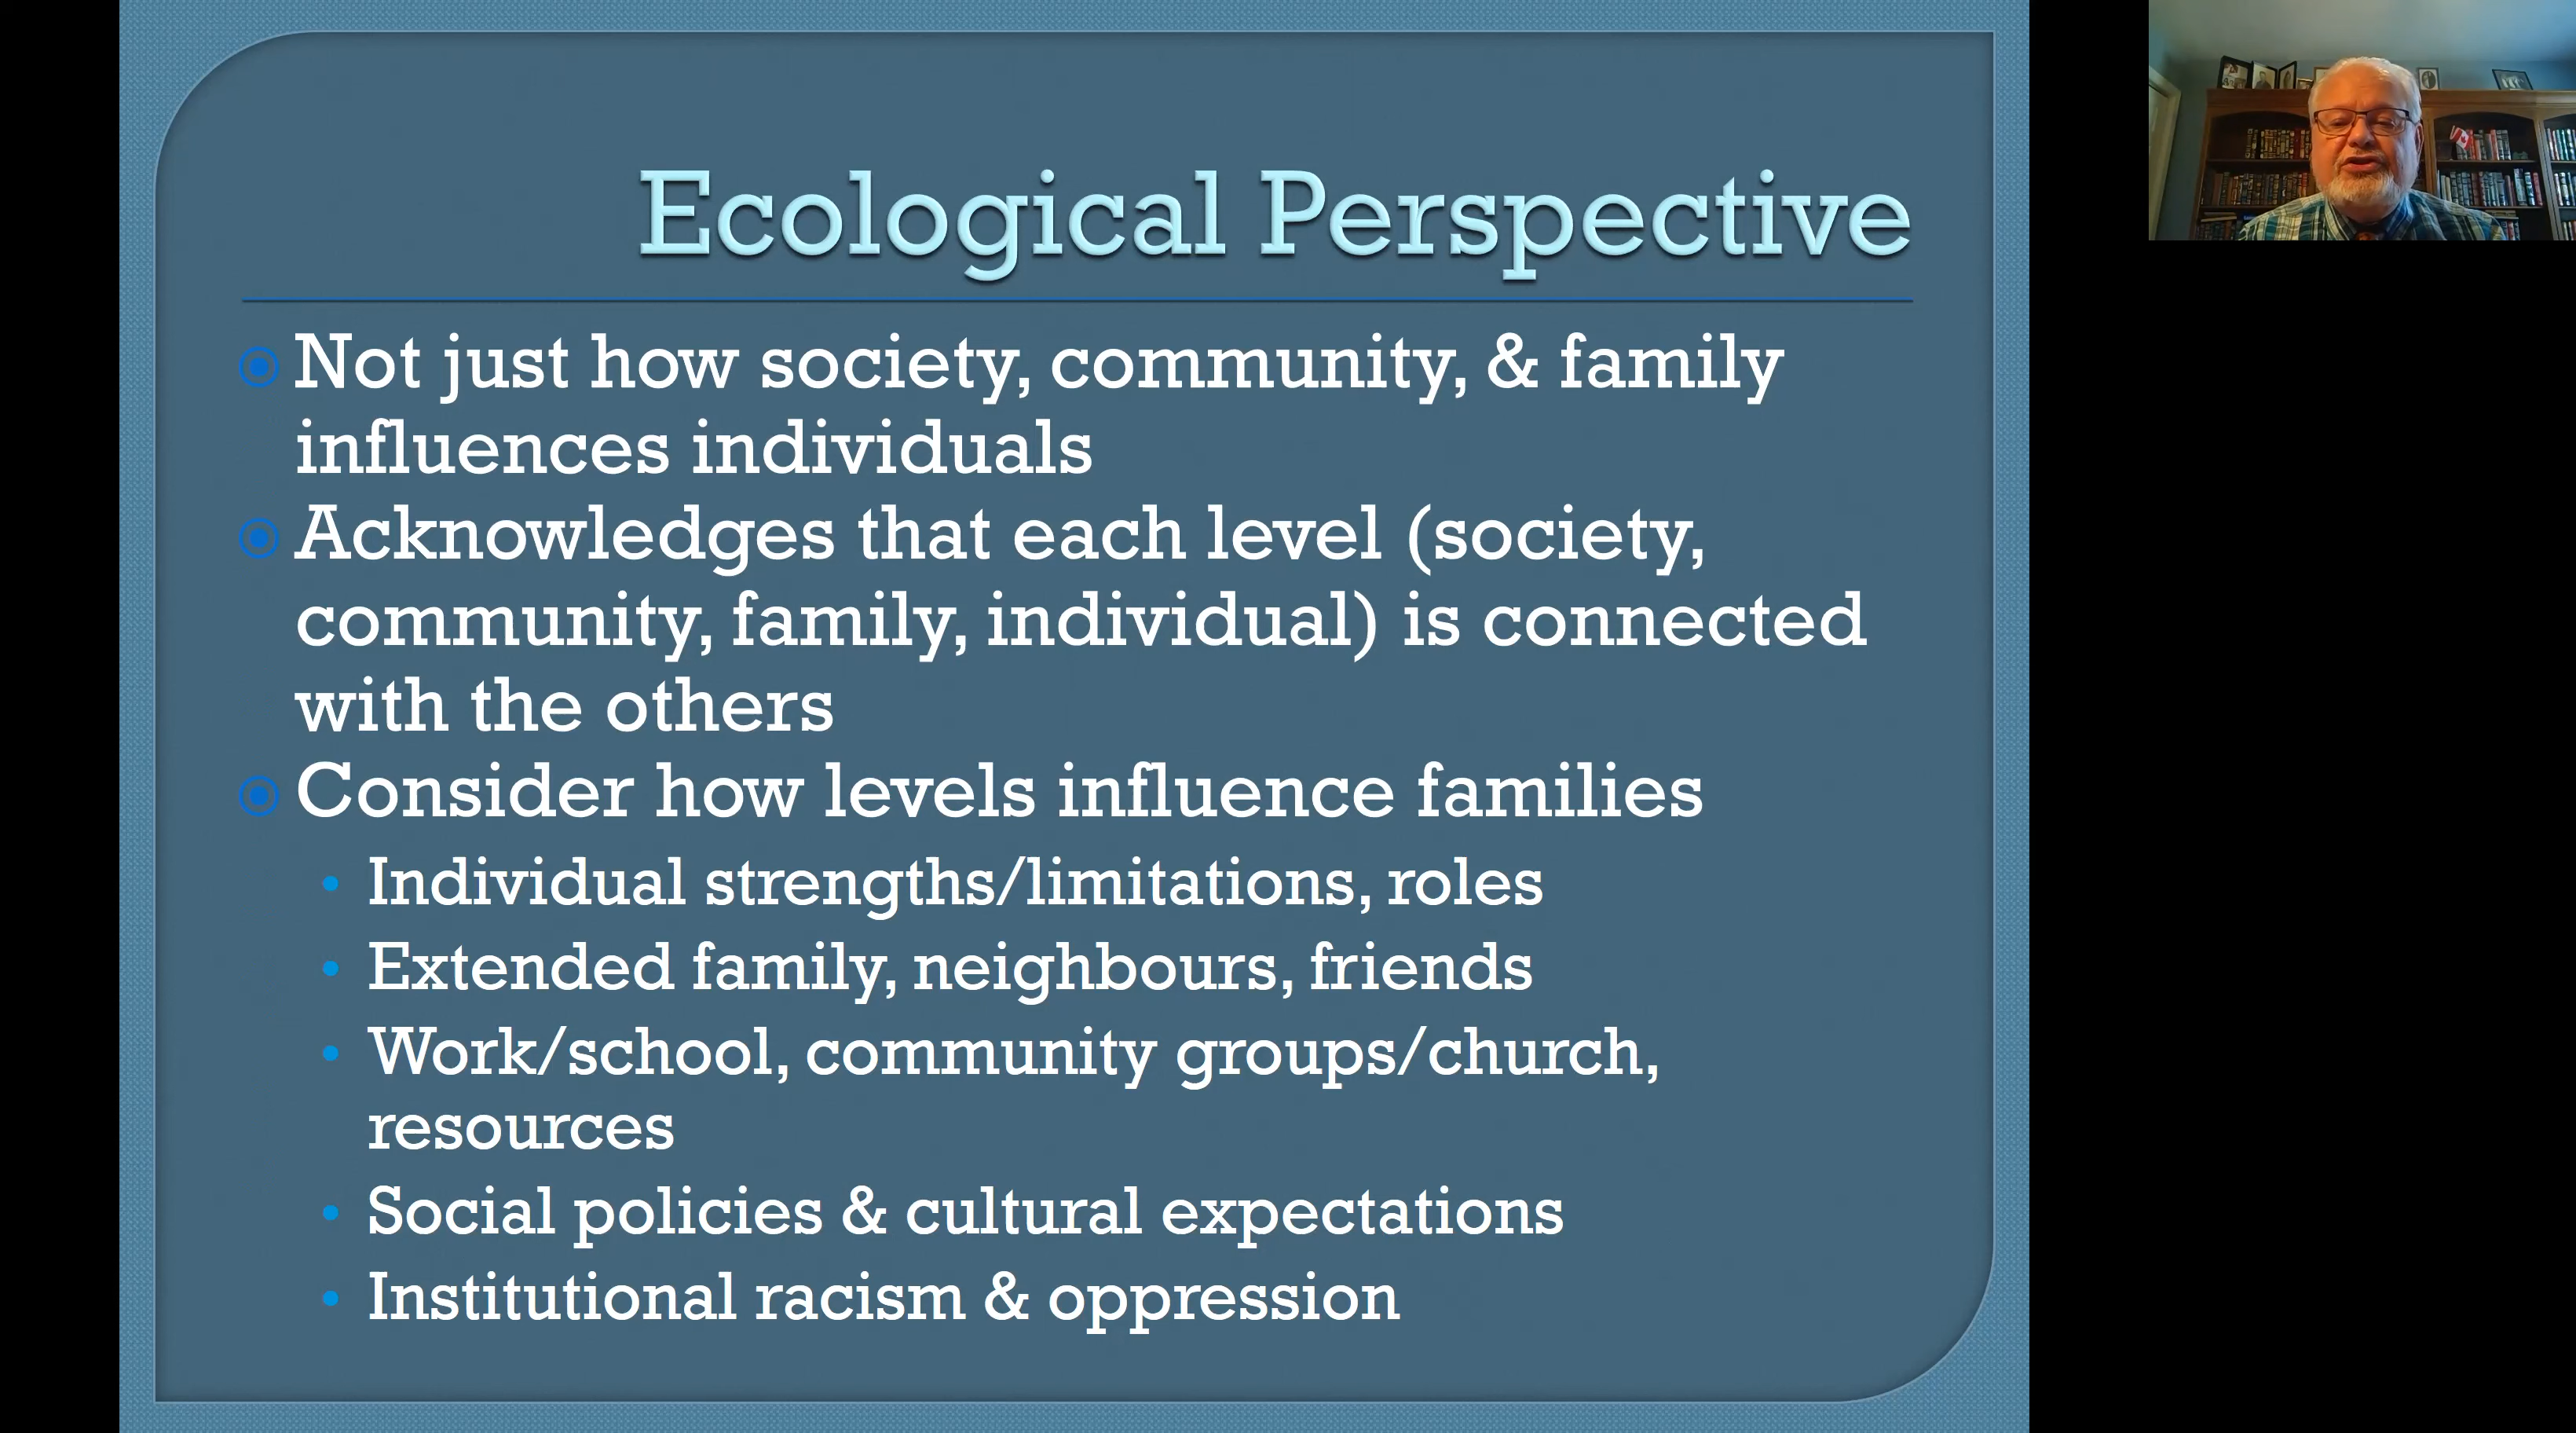 Ecological Perspective
Not just how society, community, & family
influences individuals
Acknowledges that each level (society,
community, family, individual) is connected
with the others
Consider how levels influence families
Individual strengths/limitations, roles
Extended family, neighbours, friends
Work/school, community groups/church,
resources
Social policies & cultural expectations
Institutional racism & oppression